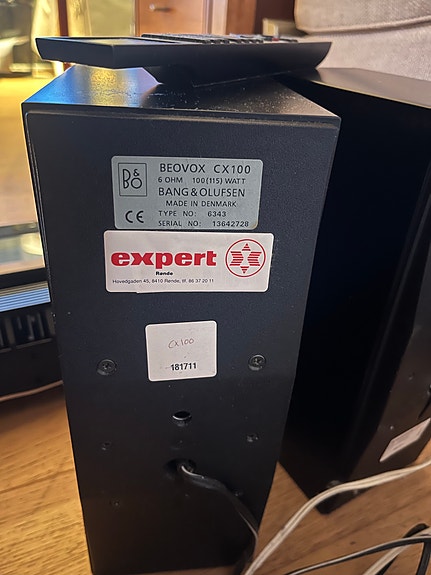 B&O
BEOVOX CX100
6 OHM 100(115) WATT
BANG & OLUFSEN
MADE IN DENMARK
CE TYPE NO: 6343
SERIAL NO: 13642728
expert
Rønde
Hovedgaden 45, 8410 Rønde, tlf. 86 37 20 11
CX100
181711